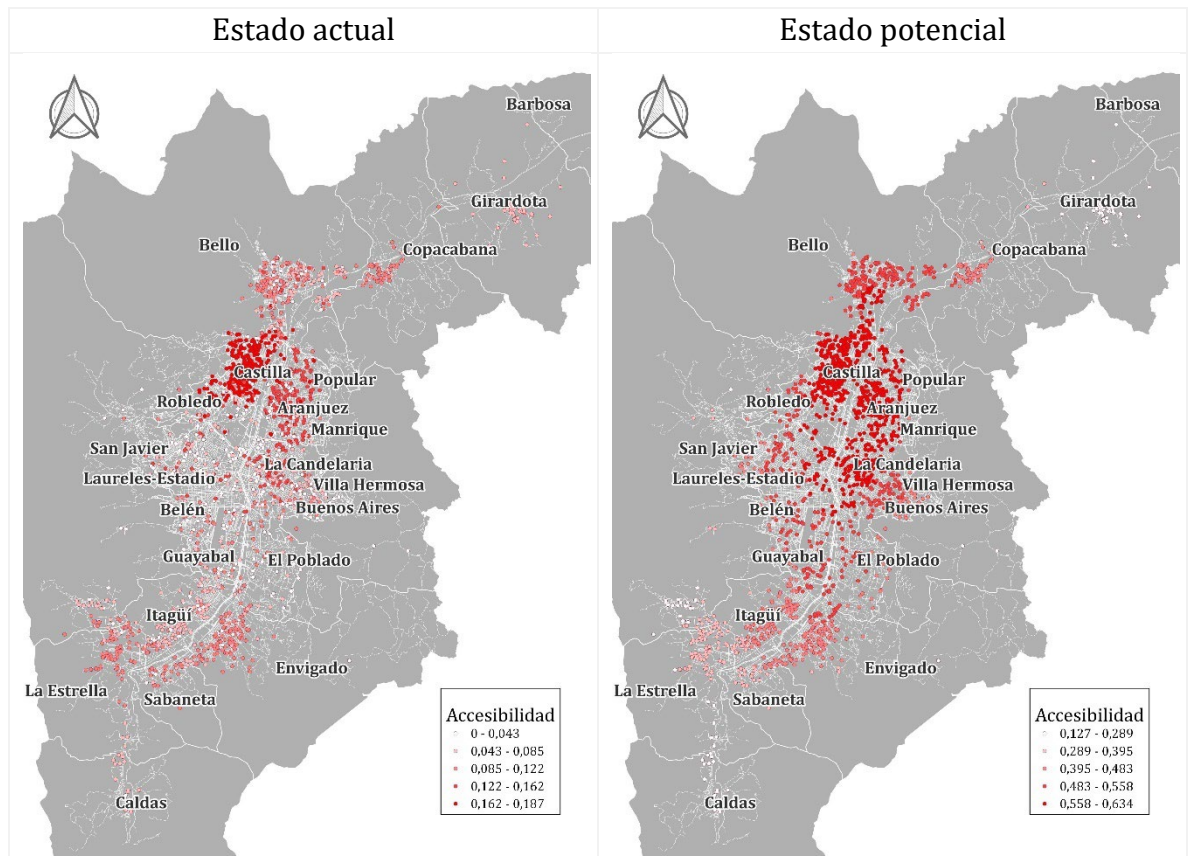 Estado actual
Estado potencial
Barbosa
Girardota
Bello
Copacabana
Castilla
Popular
Robledo
Aranjuez
Manrique
San Javier
La Candelaria
Laureles-Estadio
Villa Hermosa
Belén
Buenos Aires
Guayabal
El Poblado
Itagüí
Envigado
La Estrella
Sabaneta
Caldas
Accesibilidad
0 - 0,043
0,043 - 0,085
0,085 - 0,122
0,122 - 0,162
0,162 - 0,187
Barbosa
Girardota
Bello
Copacabana
Castilla
Popular
Robledo
Aranjuez
Manrique
San Javier
La Candelaria
Laureles-Estadio
Villa Hermosa
Belén
Buenos Aires
Guayabal
El Poblado
Itagüí
Envigado
La Estrella
Sabaneta
Caldas
Accesibilidad
0,127 - 0,289
0,289 - 0,395
0,395 - 0,483
0,483 - 0,558
0,558 - 0,634